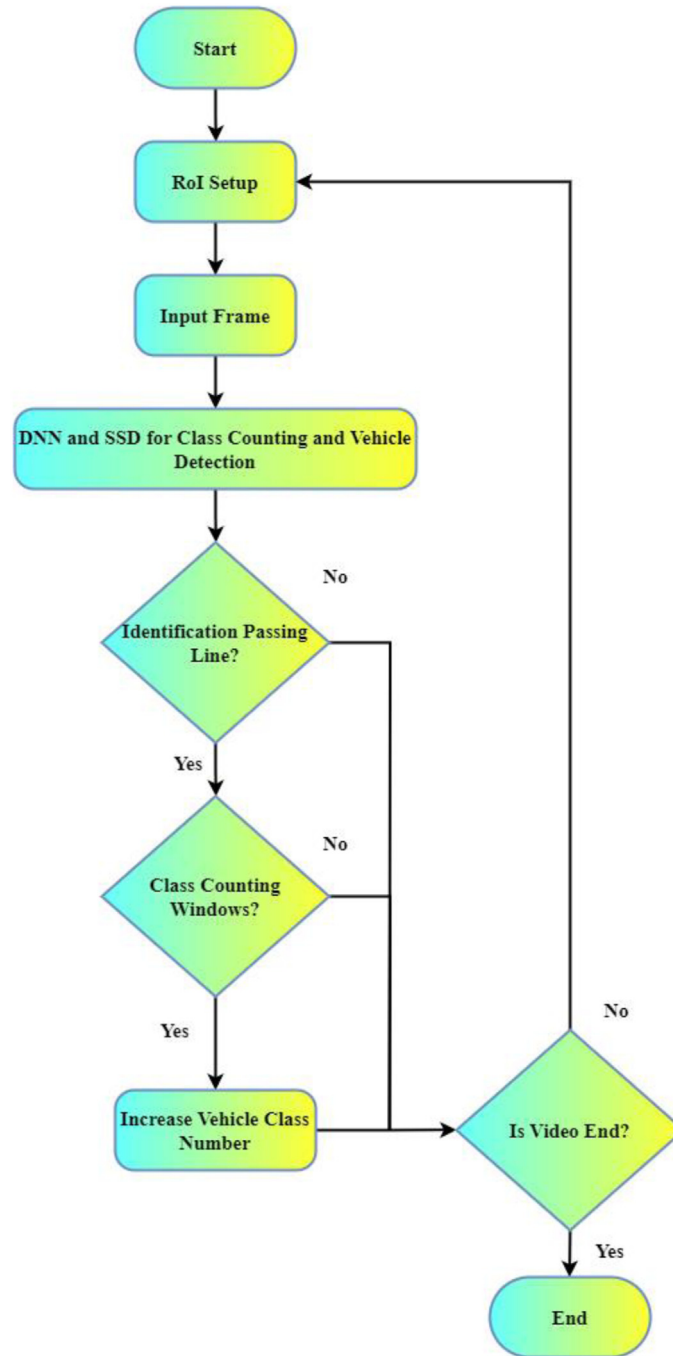 Start
RoI Setup
Input Frame
DNN and SSD for Class Counting and Vehicle
Detection
No
Identification Passing
Line?
Yes
No
Class Counting
Windows?
Yes
No
Increase Vehicle Class
Number
Is Video End?
Yes
End